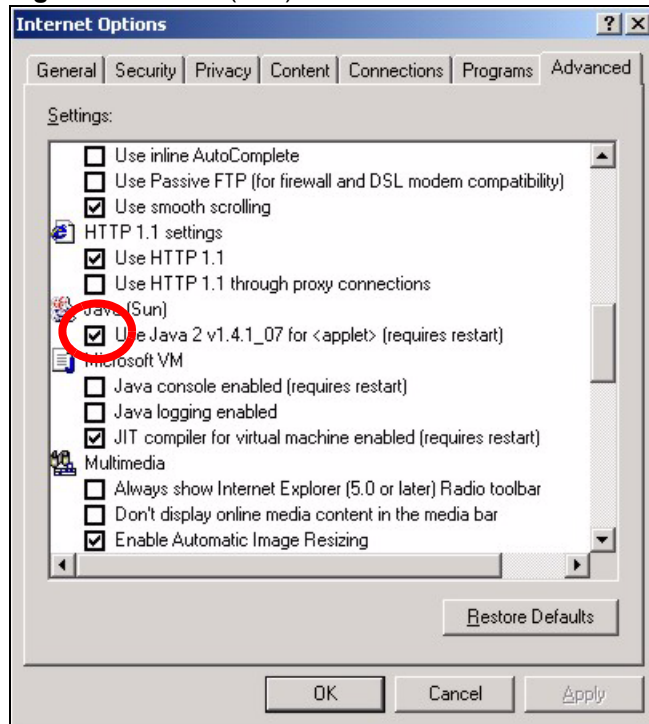 Internet Options
General Security Privacy Content Connections Programs Advanced
Settings:
Use inline AutoComplete
Use Passive FTP (for firewall and DSL modem compatibility)
Use smooth scrolling
HTTP 1.1 settings
Use HTTP 1.1
Use HTTP 1.1 through proxy connections
Java (Sun)
Use Java 2 v1.4.1_07 for <applet> (requires restart)
Microsoft VM
Java console enabled (requires restart)
Java logging enabled
JIT compiler for virtual machine enabled (requires restart)
Multimedia
Always show Internet Explorer (5.0 or later) Radio toolbar
Don't display online media content in the media bar
Enable Automatic Image Resizing
Restore Defaults
OK Cancel Apply